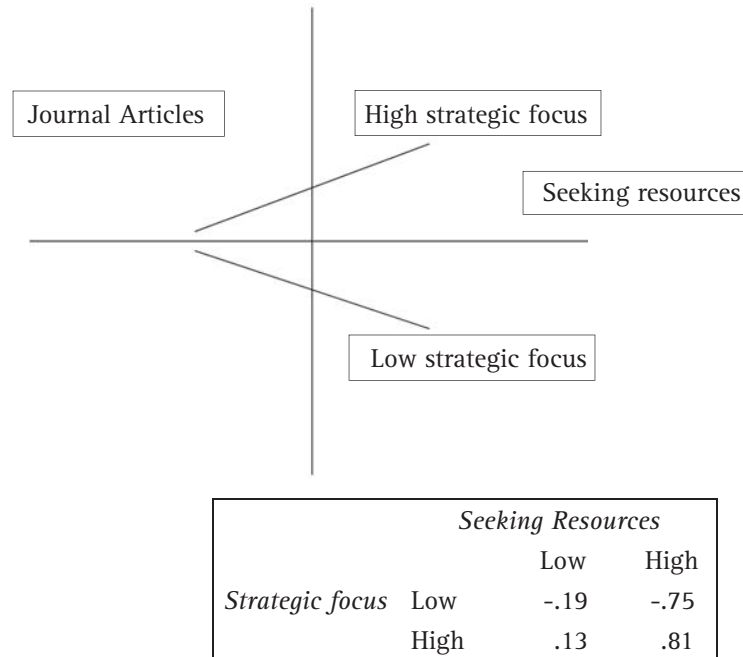 Journal Articles
High strategic focus
Seeking resources
Low strategic focus
Seeking Resources
Low High
Strategic focus Low -.19 -.75
High .13 .81